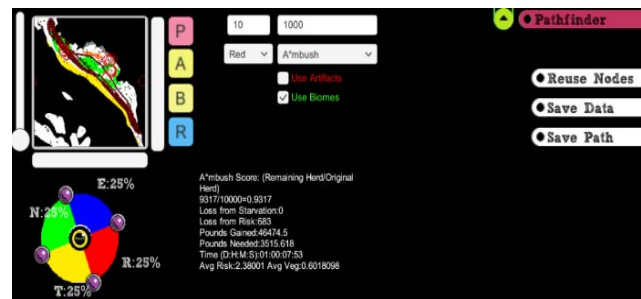 P
A
B
R
10
1000
Red
A*mbush
Use Artifacts
Use Biomes
Pathfinder
Reuse Nodes
Save Data
Save Path
E:25%
N:25%
R:25%
T:25%
A*mbush Score: (Remaining Herd/Original
Herd)
9317/10000=0.9317
Loss from Starvation:0
Loss from Risk:683
Pounds Gained:46474.5
Pounds Needed:3515.618
Time (D:H:M:S):01:00:07:53
Avg Risk:2.38001 Avg Veg:0.6018098